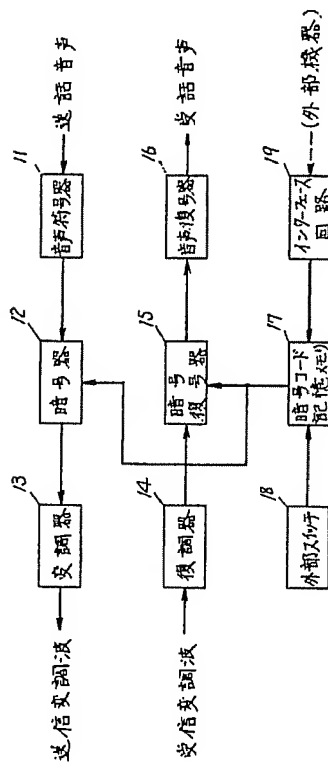 送話音声
11
音声符号器
12
暗号器
13
変調器
送信変調波
受話音声
16
音声復号器
15
暗号
復号器
14
復調器
受信変調波
(外部機器)
19
インターフェース
回路
17
暗号コード
記憶メモリ
18
外部スイッチ